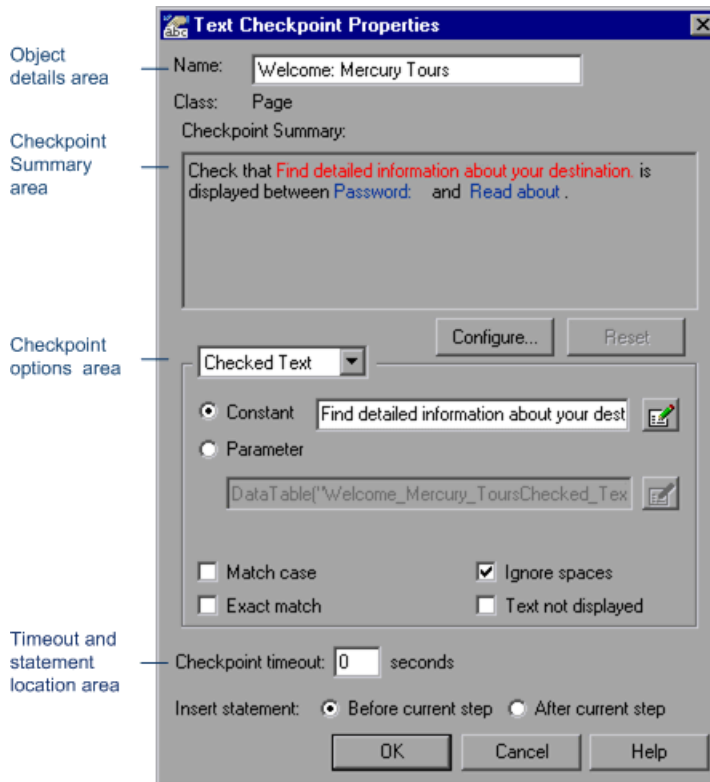 Text Checkpoint Properties
Object
details area
Name:
Welcome: Mercury Tours
Class:
Page
Checkpoint
Summary
area
Checkpoint Summary:
Check that Find detailed information about your destination. is
displayed between Password: and Read about .
Configure...
Reset
Checkpoint
options area
Checked Text
Constant
Find detailed information about your dest
Parameter
DataTable("Welcome_Mercury_ToursChecked_Tex
Match case
Ignore spaces
Exact match
Text not displayed
Timeout and
statement
location area
Checkpoint timeout: 0 seconds
Insert statement: Before current step After current step
OK
Cancel
Help